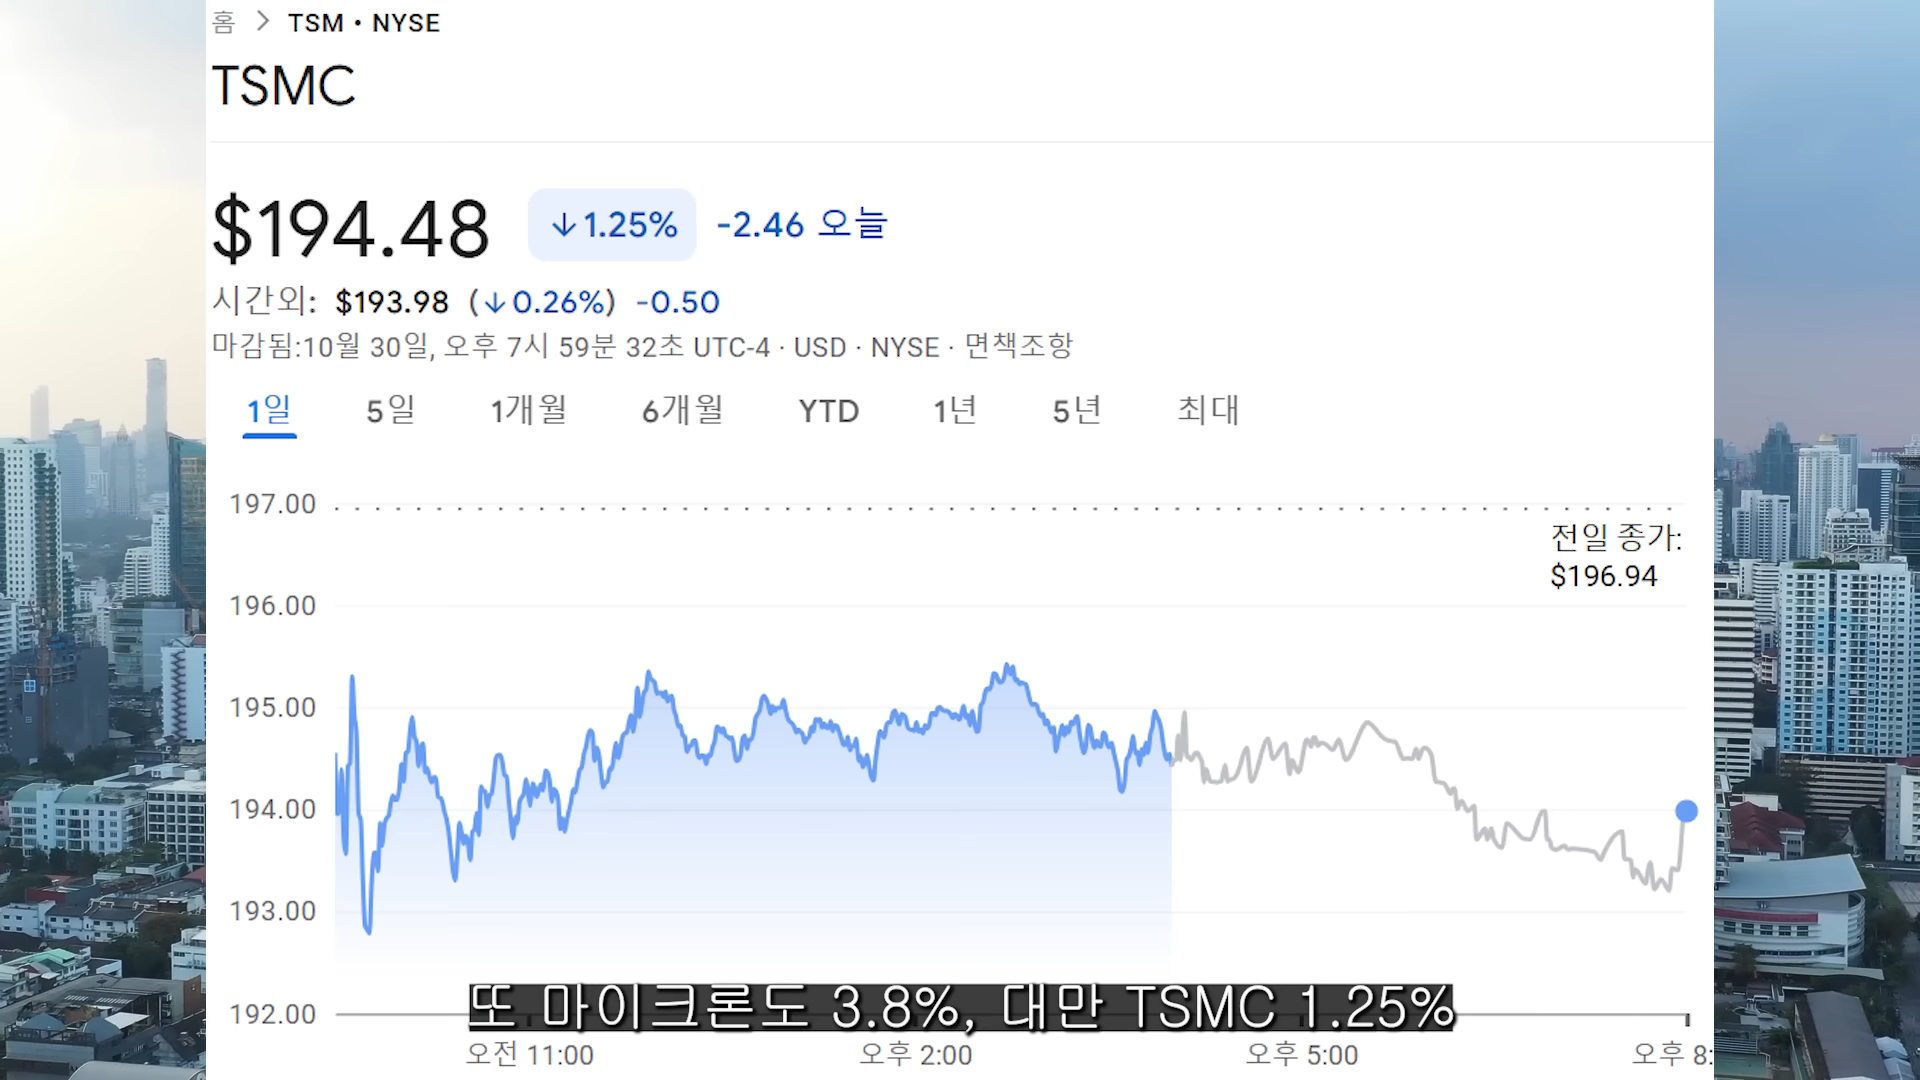 홈 > TSM • NYSE
TSMC
$194.48 ↓1.25% -2.46 오늘
시간외: $193.98 (↓0.26%) -0.50
마감됨:10월 30일, 오후 7시 59분 32초 UTC-4 · USD · NYSE · 면책조항
1일 5일 1개월 6개월 YTD 1년 5년 최대
197.00
전일 종가:
$196.94
196.00
195.00
194.00
193.00
192.00
또 마이크론도 3.8%, 대만 TSMC 1.25%
오전 11:00 오후 2:00 오후 5:00 오후 8: